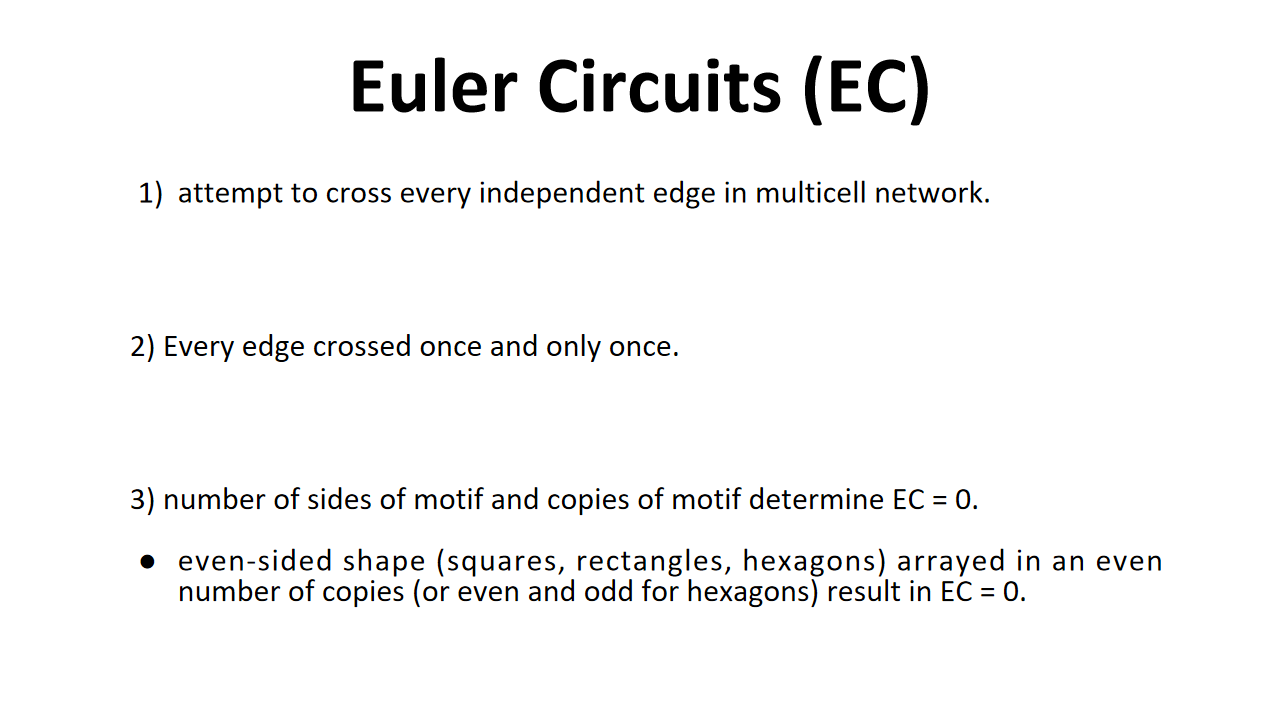 Euler Circuits (EC)
1) attempt to cross every independent edge in multicell network.
2) Every edge crossed once and only once.
3) number of sides of motif and copies of motif determine EC = 0.
● even-sided shape (squares, rectangles, hexagons) arrayed in an even
number of copies (or even and odd for hexagons) result in EC = 0.